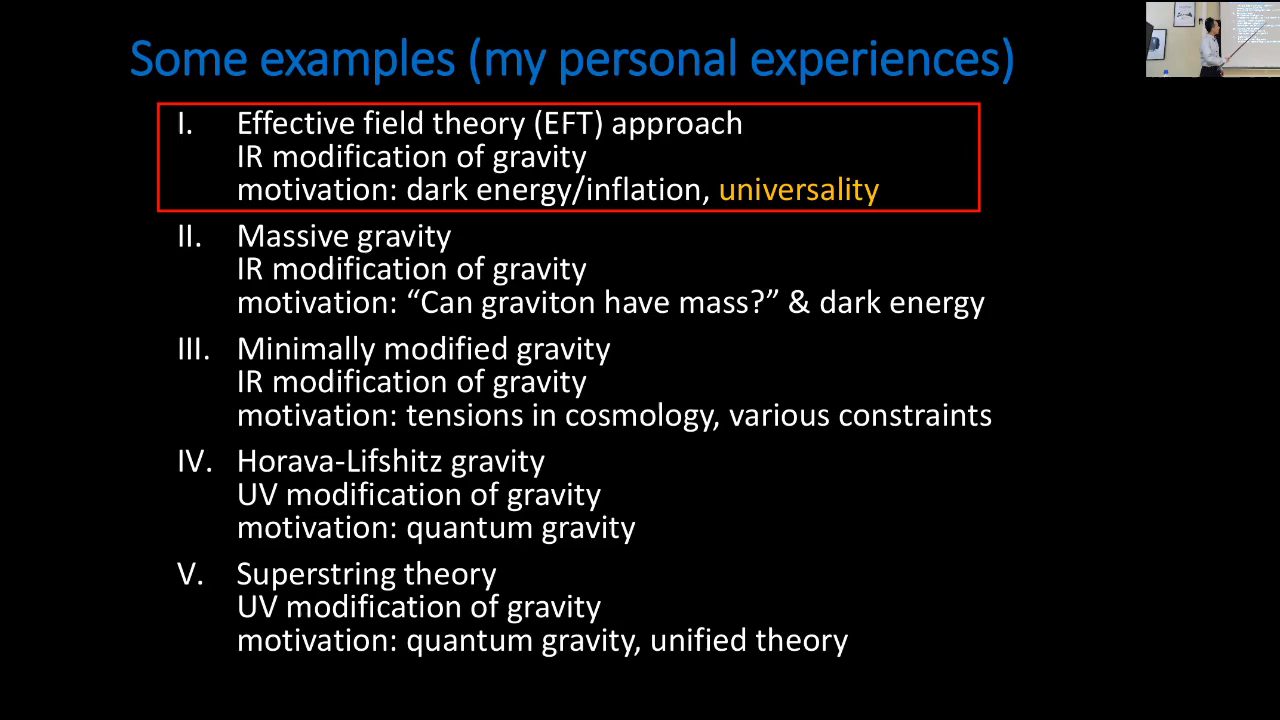 Some examples (my personal experiences)
I. Effective field theory (EFT) approach
IR modification of gravity
motivation: dark energy/inflation, universality
II. Massive gravity
IR modification of gravity
motivation: “Can graviton have mass?” & dark energy
III. Minimally modified gravity
IR modification of gravity
motivation: tensions in cosmology, various constraints
IV. Horava-Lifshitz gravity
UV modification of gravity
motivation: quantum gravity
V. Superstring theory
UV modification of gravity
motivation: quantum gravity, unified theory